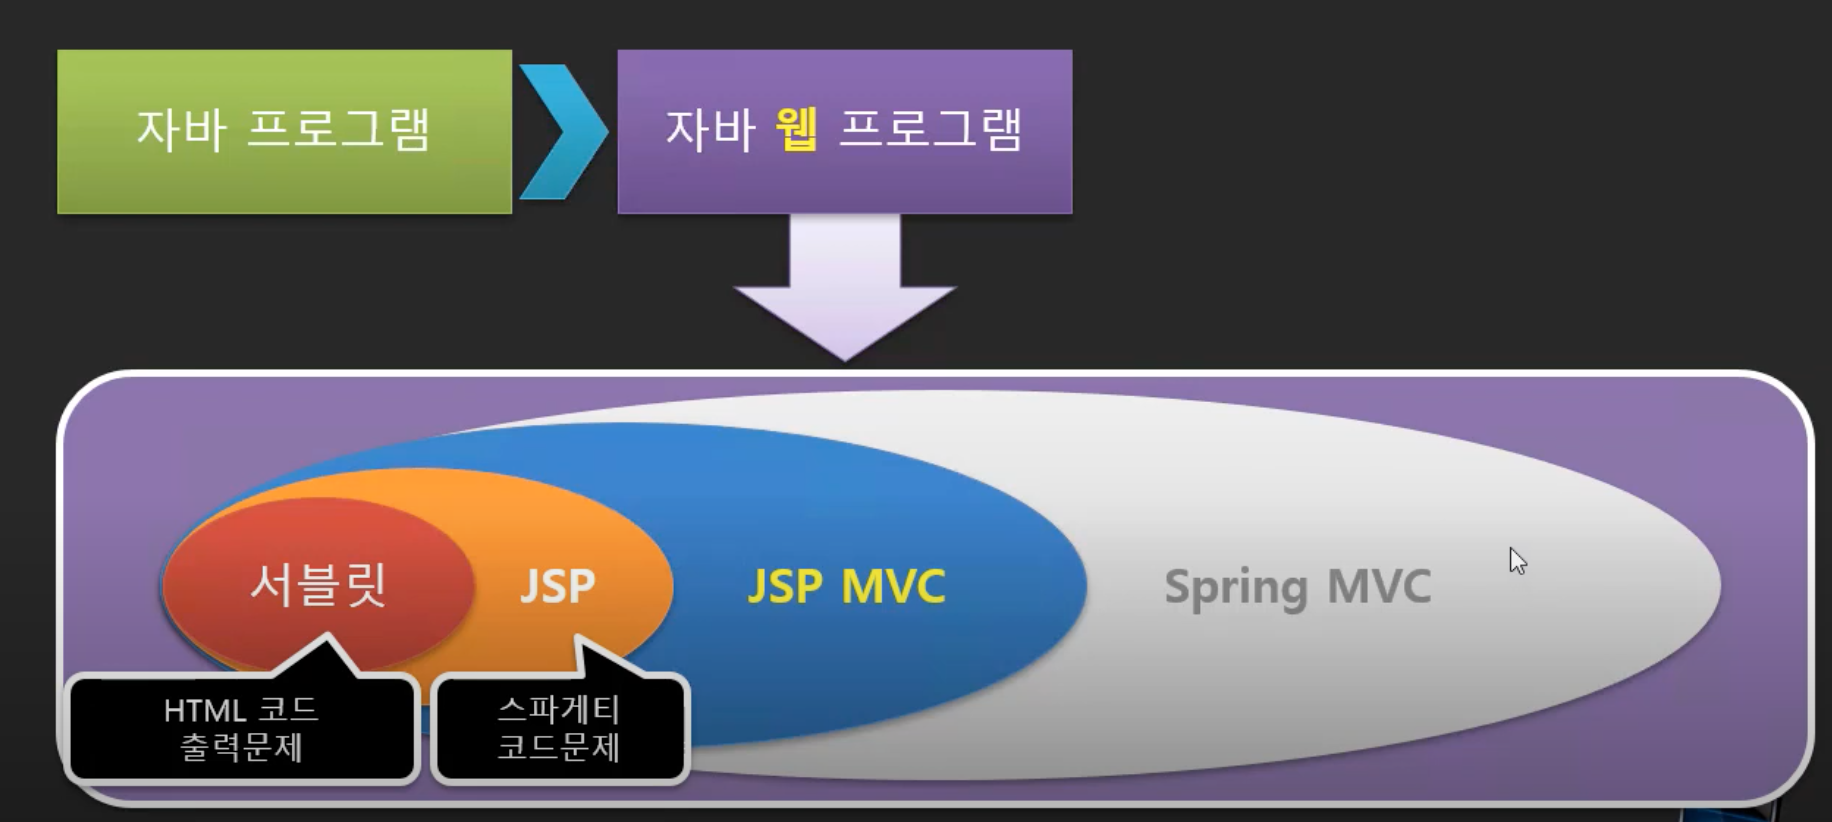 자바 프로그램
자바 웹 프로그램
서블릿
JSP
JSP MVC
Spring MVC
HTML 코드
출력문제
스파게티
코드문제